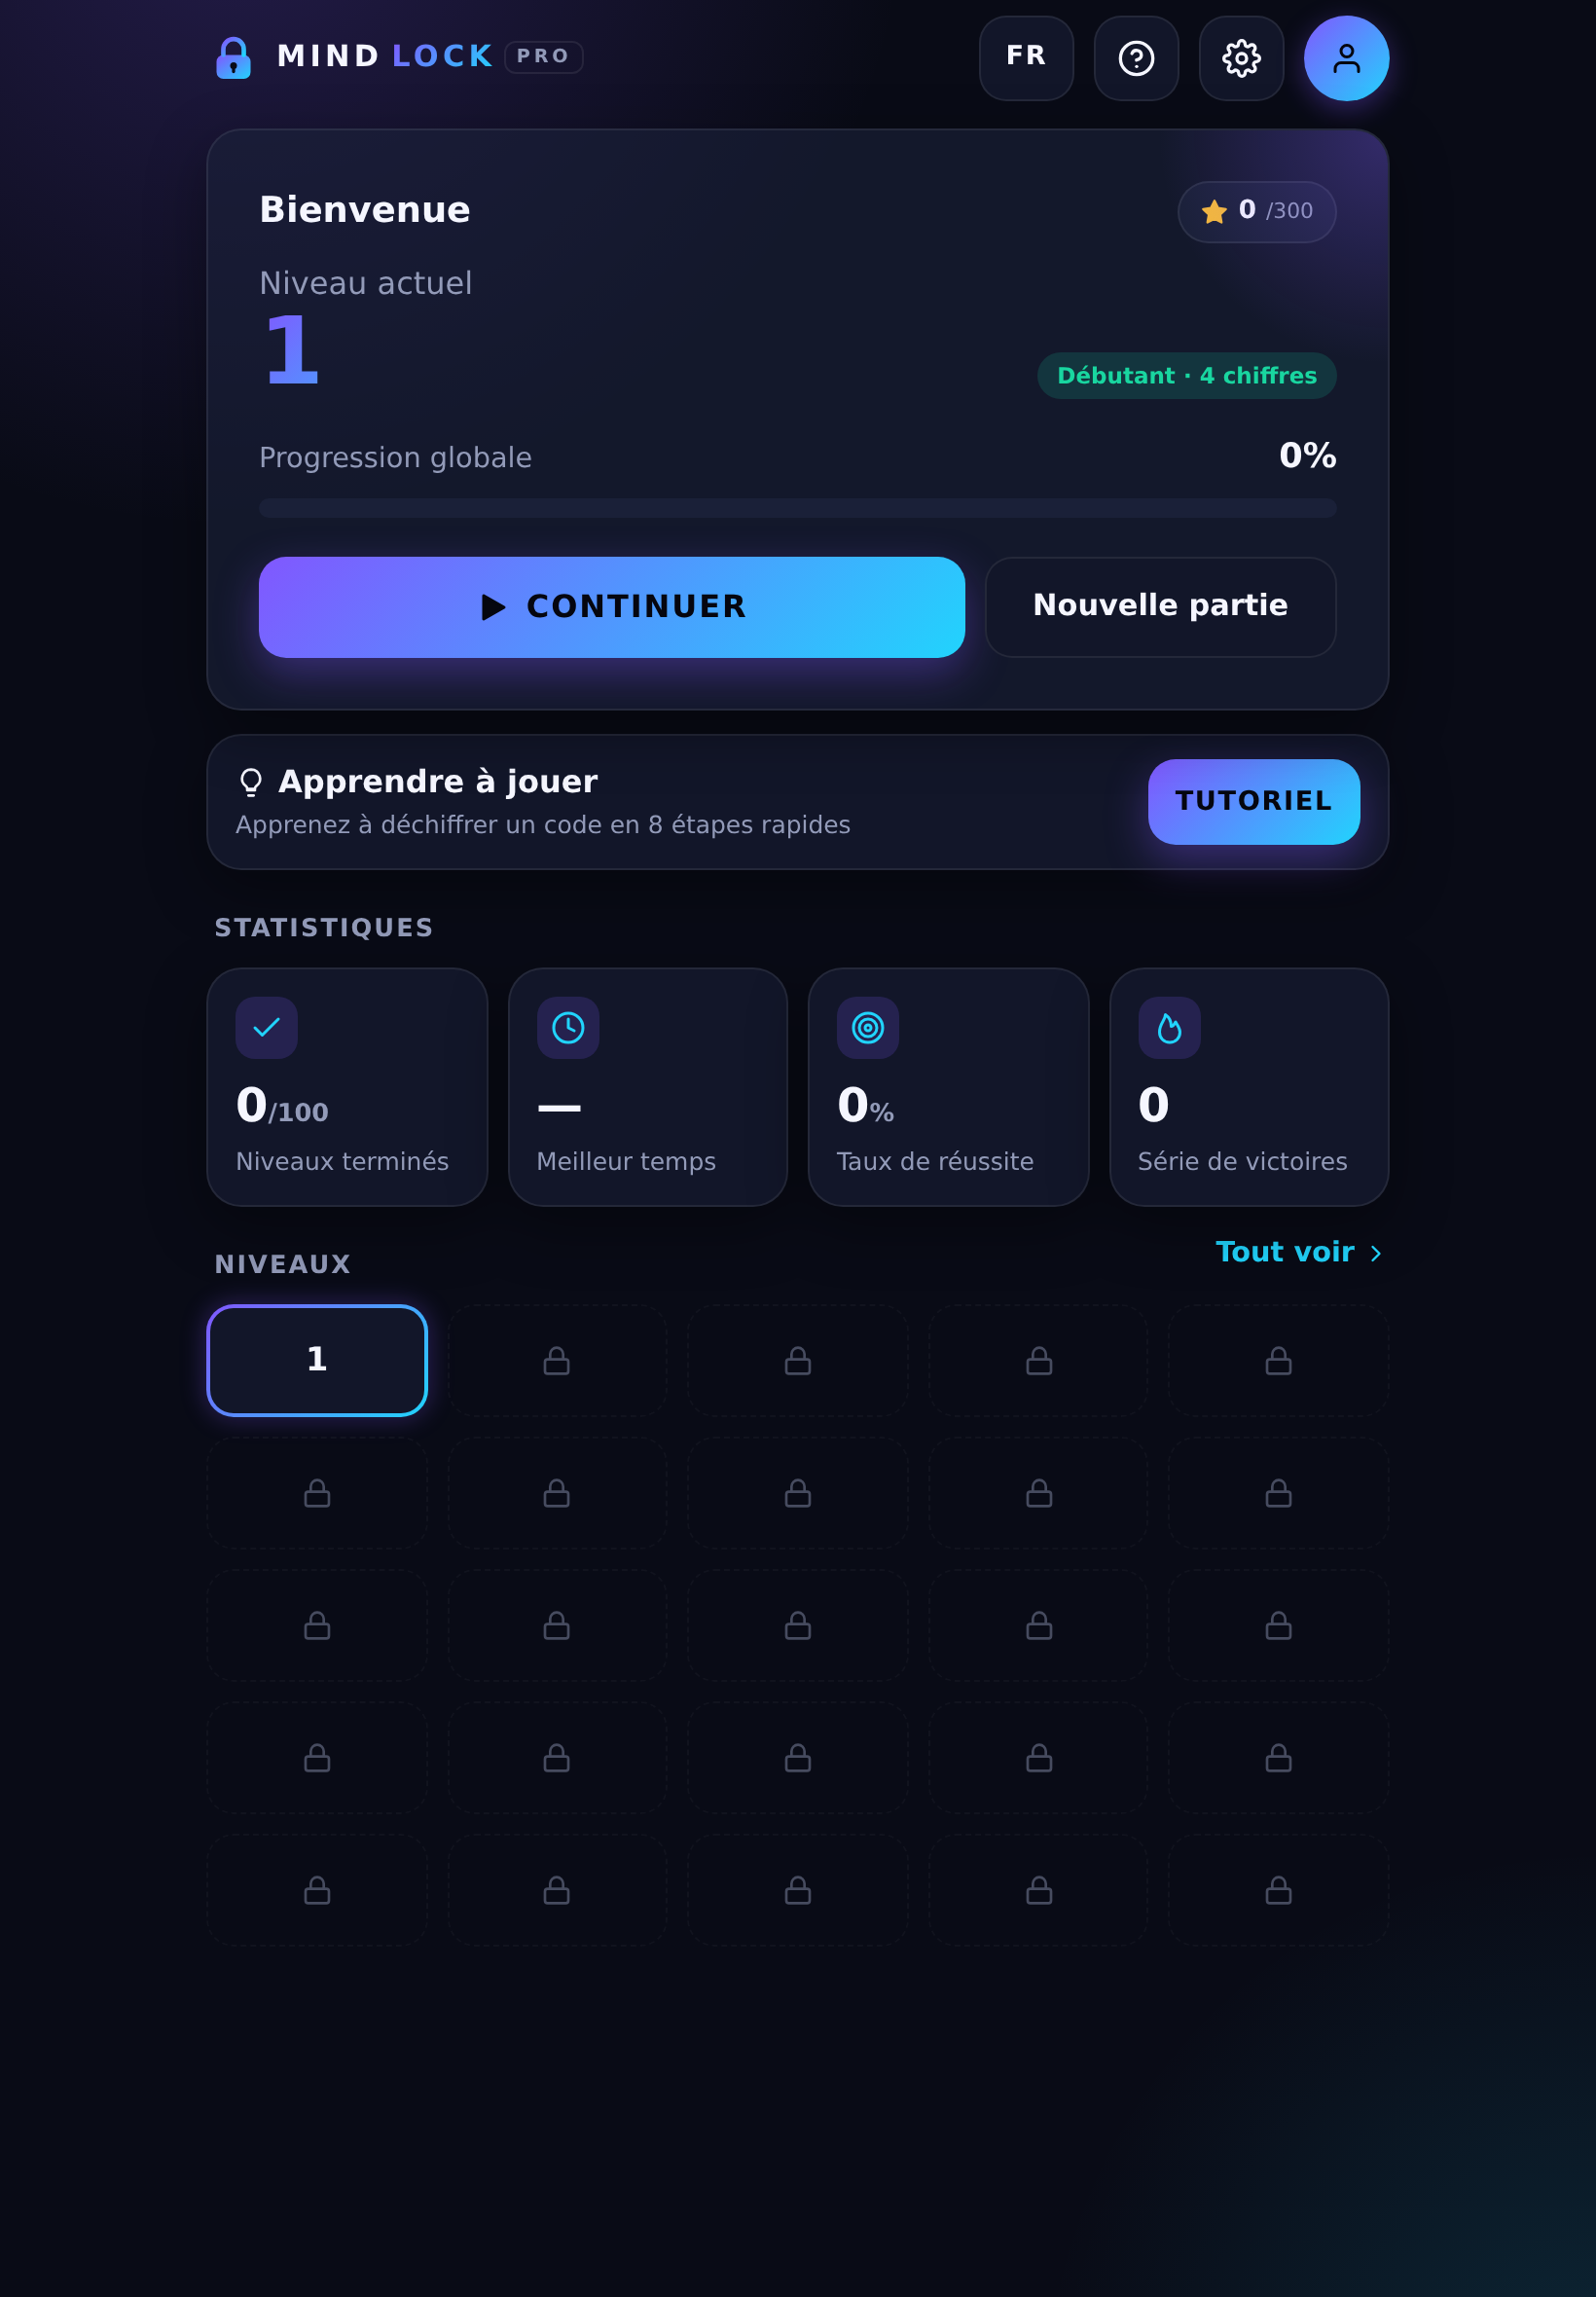 MIND LOCK PRO
FR
Bienvenue
0 /300
Niveau actuel
1
Débutant · 4 chiffres
Progression globale
0%
CONTINUER
Nouvelle partie
Apprendre à jouer
Apprenez à déchiffrer un code en 8 étapes rapides
TUTORIEL
STATISTIQUES
0/100
Niveaux terminés
—
Meilleur temps
0%
Taux de réussite
0
Série de victoires
NIVEAUX
Tout voir
1